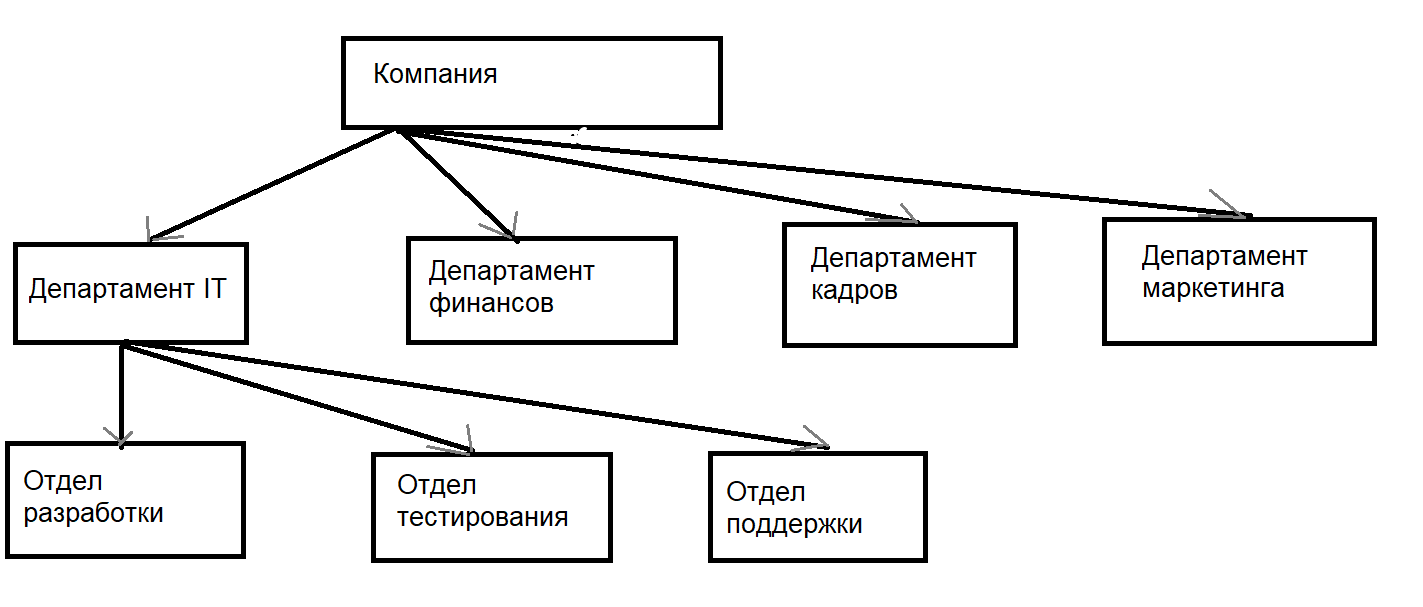 Компания
Департамент IT
Департамент
финансов
Департамент
кадров
Департамент
маркетинга
Отдел
разработки
Отдел
тестирования
Отдел
поддержки